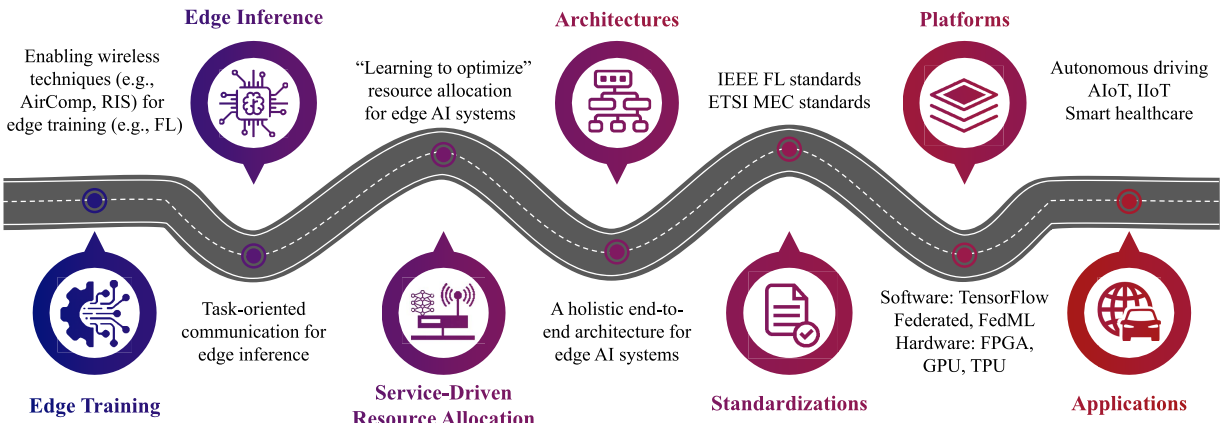 Edge Inference
Architectures
Platforms
Enabling wireless
techniques (e.g.,
AirComp, RIS) for
edge training (e.g., FL)
“Learning to optimize”
resource allocation
for edge AI systems
IEEE FL standards
ETSI MEC standards
Autonomous driving
AIoT, IIoT
Smart healthcare
Task-oriented
communication for
edge inference
A holistic end-to-
end architecture for
edge AI systems
Software: TensorFlow
Federated, FedML
Hardware: FPGA,
GPU, TPU
Edge Training
Service-Driven
Resource Allocation
Standardizations
Applications